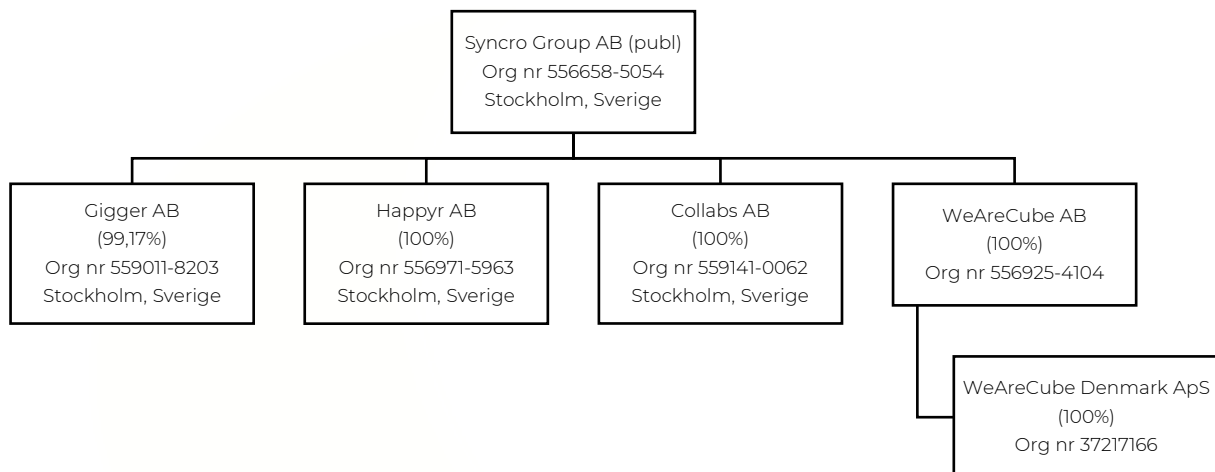 Syncro Group AB (publ)
Org nr 556658-5054
Stockholm, Sverige
Gigger AB
(99,17%)
Org nr 559011-8203
Stockholm, Sverige
Happyr AB
(100%)
Org nr 556971-5963
Stockholm, Sverige
Collabs AB
(100%)
Org nr 559141-0062
Stockholm, Sverige
WeAreCube AB
(100%)
Org nr 556925-4104
WeAreCube Denmark ApS
(100%)
Org nr 37217166